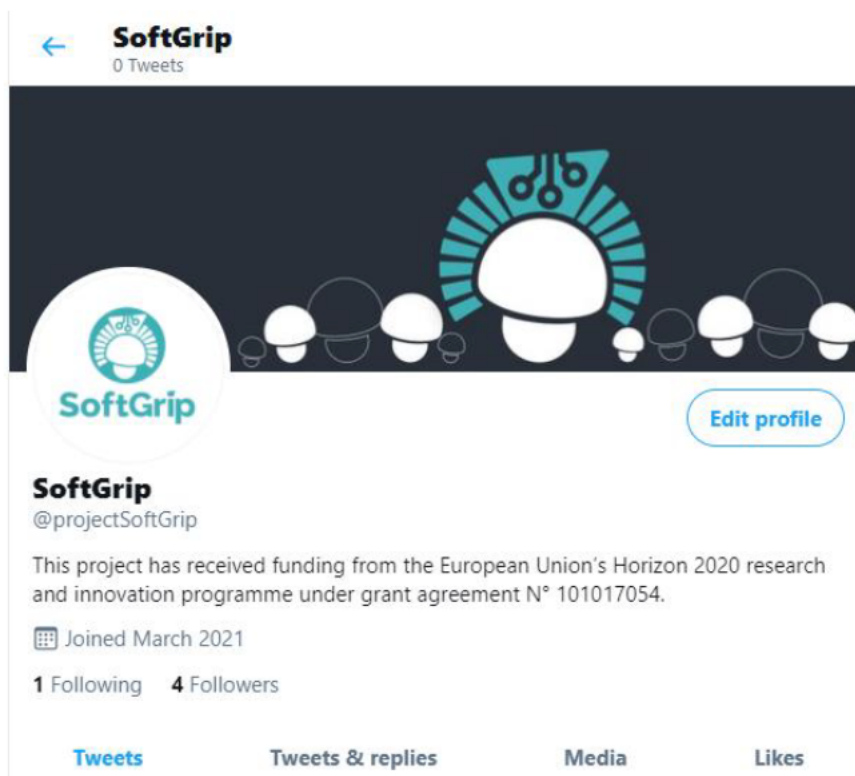 SoftGrip
0 Tweets
SoftGrip
Edit profile
SoftGrip
@projectSoftGrip
This project has received funding from the European Union's Horizon 2020 research
and innovation programme under grant agreement N° 101017054.
Joined March 2021
1 Following 4 Followers
Tweets Tweets & replies Media Likes